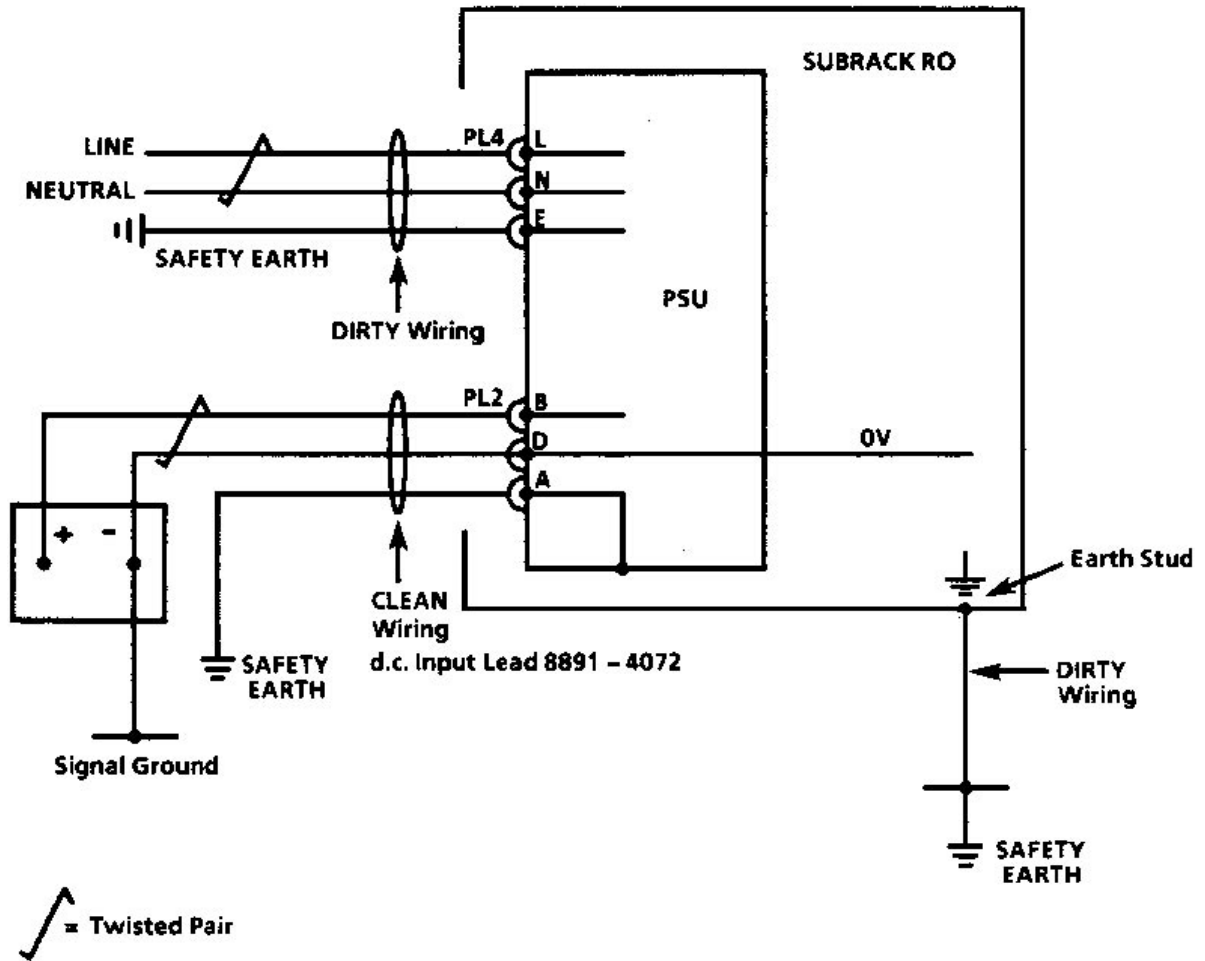 SUBRACK RO
LINE
PL4
L
NEUTRAL
N
E
SAFETY EARTH
PSU
DIRTY Wiring
PL2
B
D
0V
A
+ -
Earth Stud
CLEAN
Wiring
d.c. Input Lead 8891 – 4072
SAFETY
EARTH
DIRTY
Wiring
Signal Ground
SAFETY
EARTH
= Twisted Pair